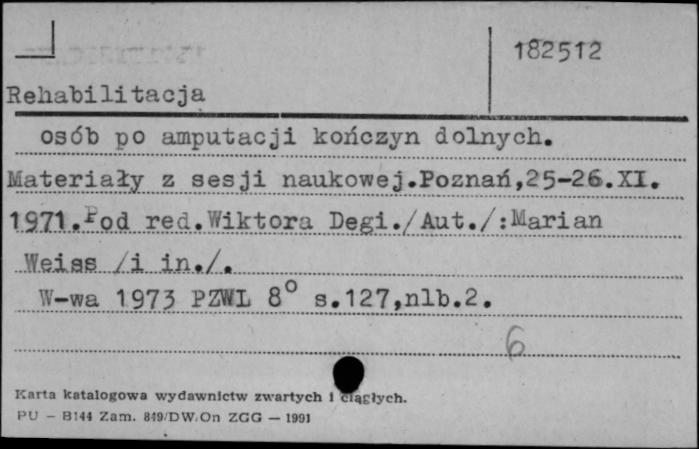 182512
Rehabilitacja
osób po amputacji kończyn dolnych.
Materiały z sesji naukowej.Poznań,25-26.XI.
1971.Pod red.Wiktora Degi./Aut./:Marian
Weiss /i in./.
W-wa 1973 PZWL 8° s.127,nlb.2.
6
Karta katalogowa wydawnictw zwartych i ciągłych.
PU — B144 Zam. 849/DW.On ZGG — 1991